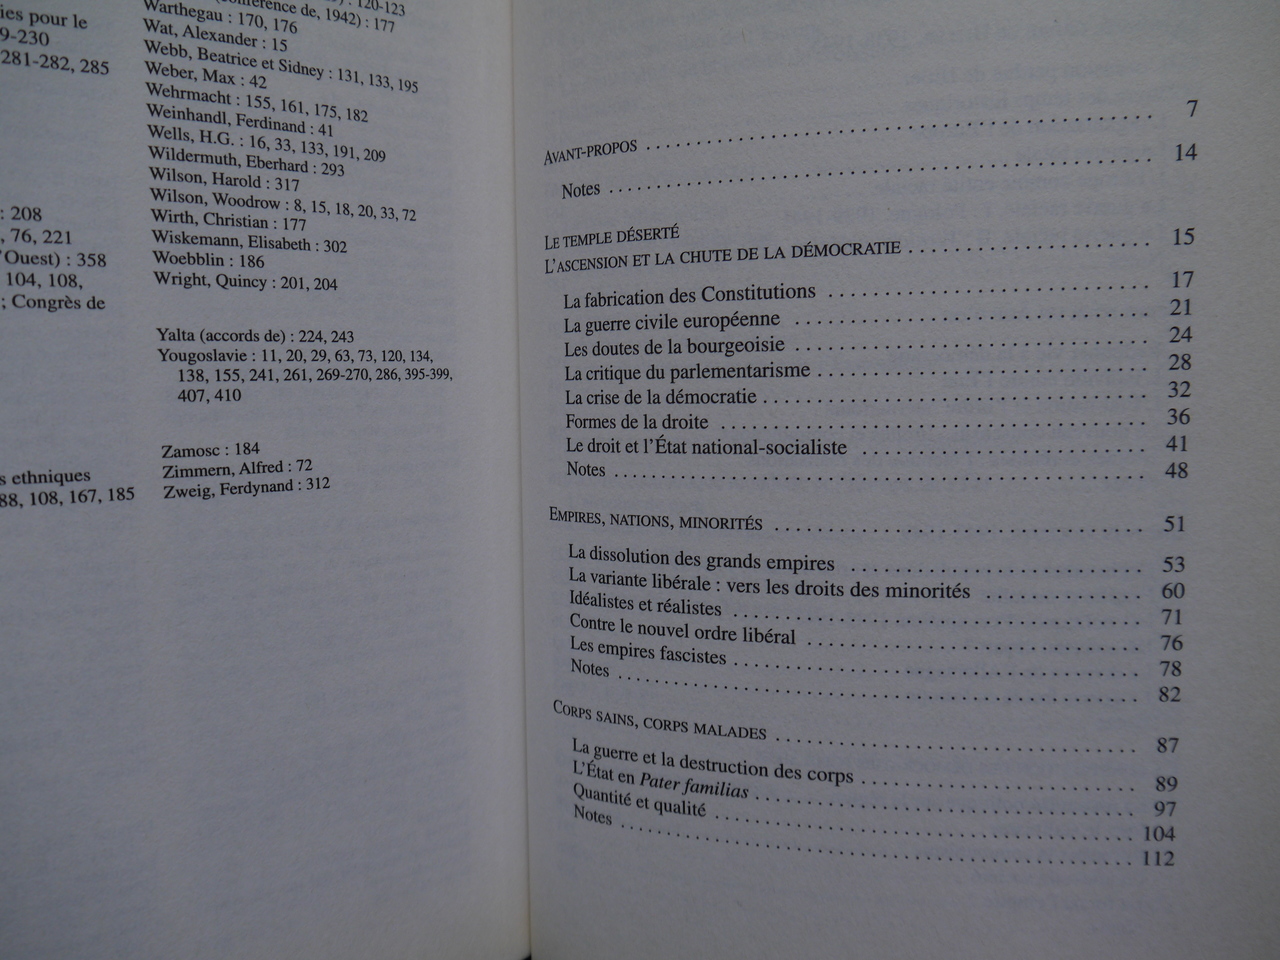 ies pour le
9-230
281-282, 285
: 208
, 76, 221
'Ouest) : 358
104, 108,
; Congrès de
s ethniques
88, 108, 167, 185
de, 1942) : 177
: 120-123
Warthegau : 170, 176
Wat, Alexander : 15
Webb, Beatrice et Sidney : 131, 133, 195
Weber, Max : 42
Wehrmacht : 155, 161, 175, 182
Weinhandl, Ferdinand : 41
Wells, H.G. : 16, 33, 133, 191, 209
Wildermuth, Eberhard : 293
Wilson, Harold : 317
Wilson, Woodrow : 8, 15, 18, 20, 33, 72
Wirth, Christian : 177
Wiskemann, Elisabeth : 302
Woebblin : 186
Wright, Quincy : 201, 204
Yalta (accords de) : 224, 243
Yougoslavie : 11, 20, 29, 63, 73, 120, 134,
138, 155, 241, 261, 269-270, 286, 395-399,
407, 410
Zamosc : 184
Zimmern, Alfred : 72
Zweig, Ferdynand : 312
AVANT-PROPOS . . . . . . . . . . 7
Notes . . . . . . . . . . 14
LE TEMPLE DÉSERTÉ
L'ASCENSION ET LA CHUTE DE LA DÉMOCRATIE . . . . . . . . . . 15
La fabrication des Constitutions . . . . . . . . . . 17
La guerre civile européenne . . . . . . . . . . 21
Les doutes de la bourgeoisie . . . . . . . . . . 24
La critique du parlementarisme . . . . . . . . . . 28
La crise de la démocratie . . . . . . . . . . 32
Formes de la droite . . . . . . . . . . 36
Le droit et l'État national-socialiste . . . . . . . . . . 41
Notes . . . . . . . . . . 48
EMPIRES, NATIONS, MINORITÉS . . . . . . . . . . 51
La dissolution des grands empires . . . . . . . . . . 53
La variante libérale : vers les droits des minorités . . . . . . . . . . 60
Idéalistes et réalistes . . . . . . . . . . 71
Contre le nouvel ordre libéral . . . . . . . . . . 76
Les empires fascistes . . . . . . . . . . 78
Notes . . . . . . . . . . 82
CORPS SAINS, CORPS MALADES . . . . . . . . . . 87
La guerre et la destruction des corps . . . . . . . . . . 89
L'État en Pater familias . . . . . . . . . . 97
Quantité et qualité . . . . . . . . . . 104
Notes . . . . . . . . . . 112